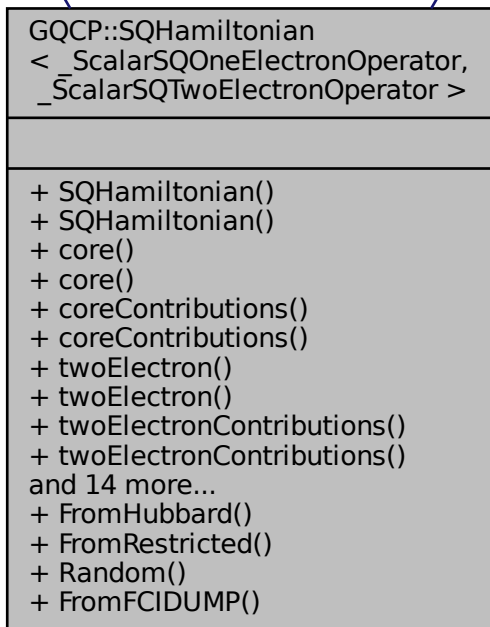 GQCP::SQHamiltonian
< _ScalarSQOneElectronOperator,
_ScalarSQTwoElectronOperator >
+ SQHamiltonian()
+ SQHamiltonian()
+ core()
+ core()
+ coreContributions()
+ coreContributions()
+ twoElectron()
+ twoElectron()
+ twoElectronContributions()
+ twoElectronContributions()
and 14 more...
+ FromHubbard()
+ FromRestricted()
+ Random()
+ FromFCIDUMP()